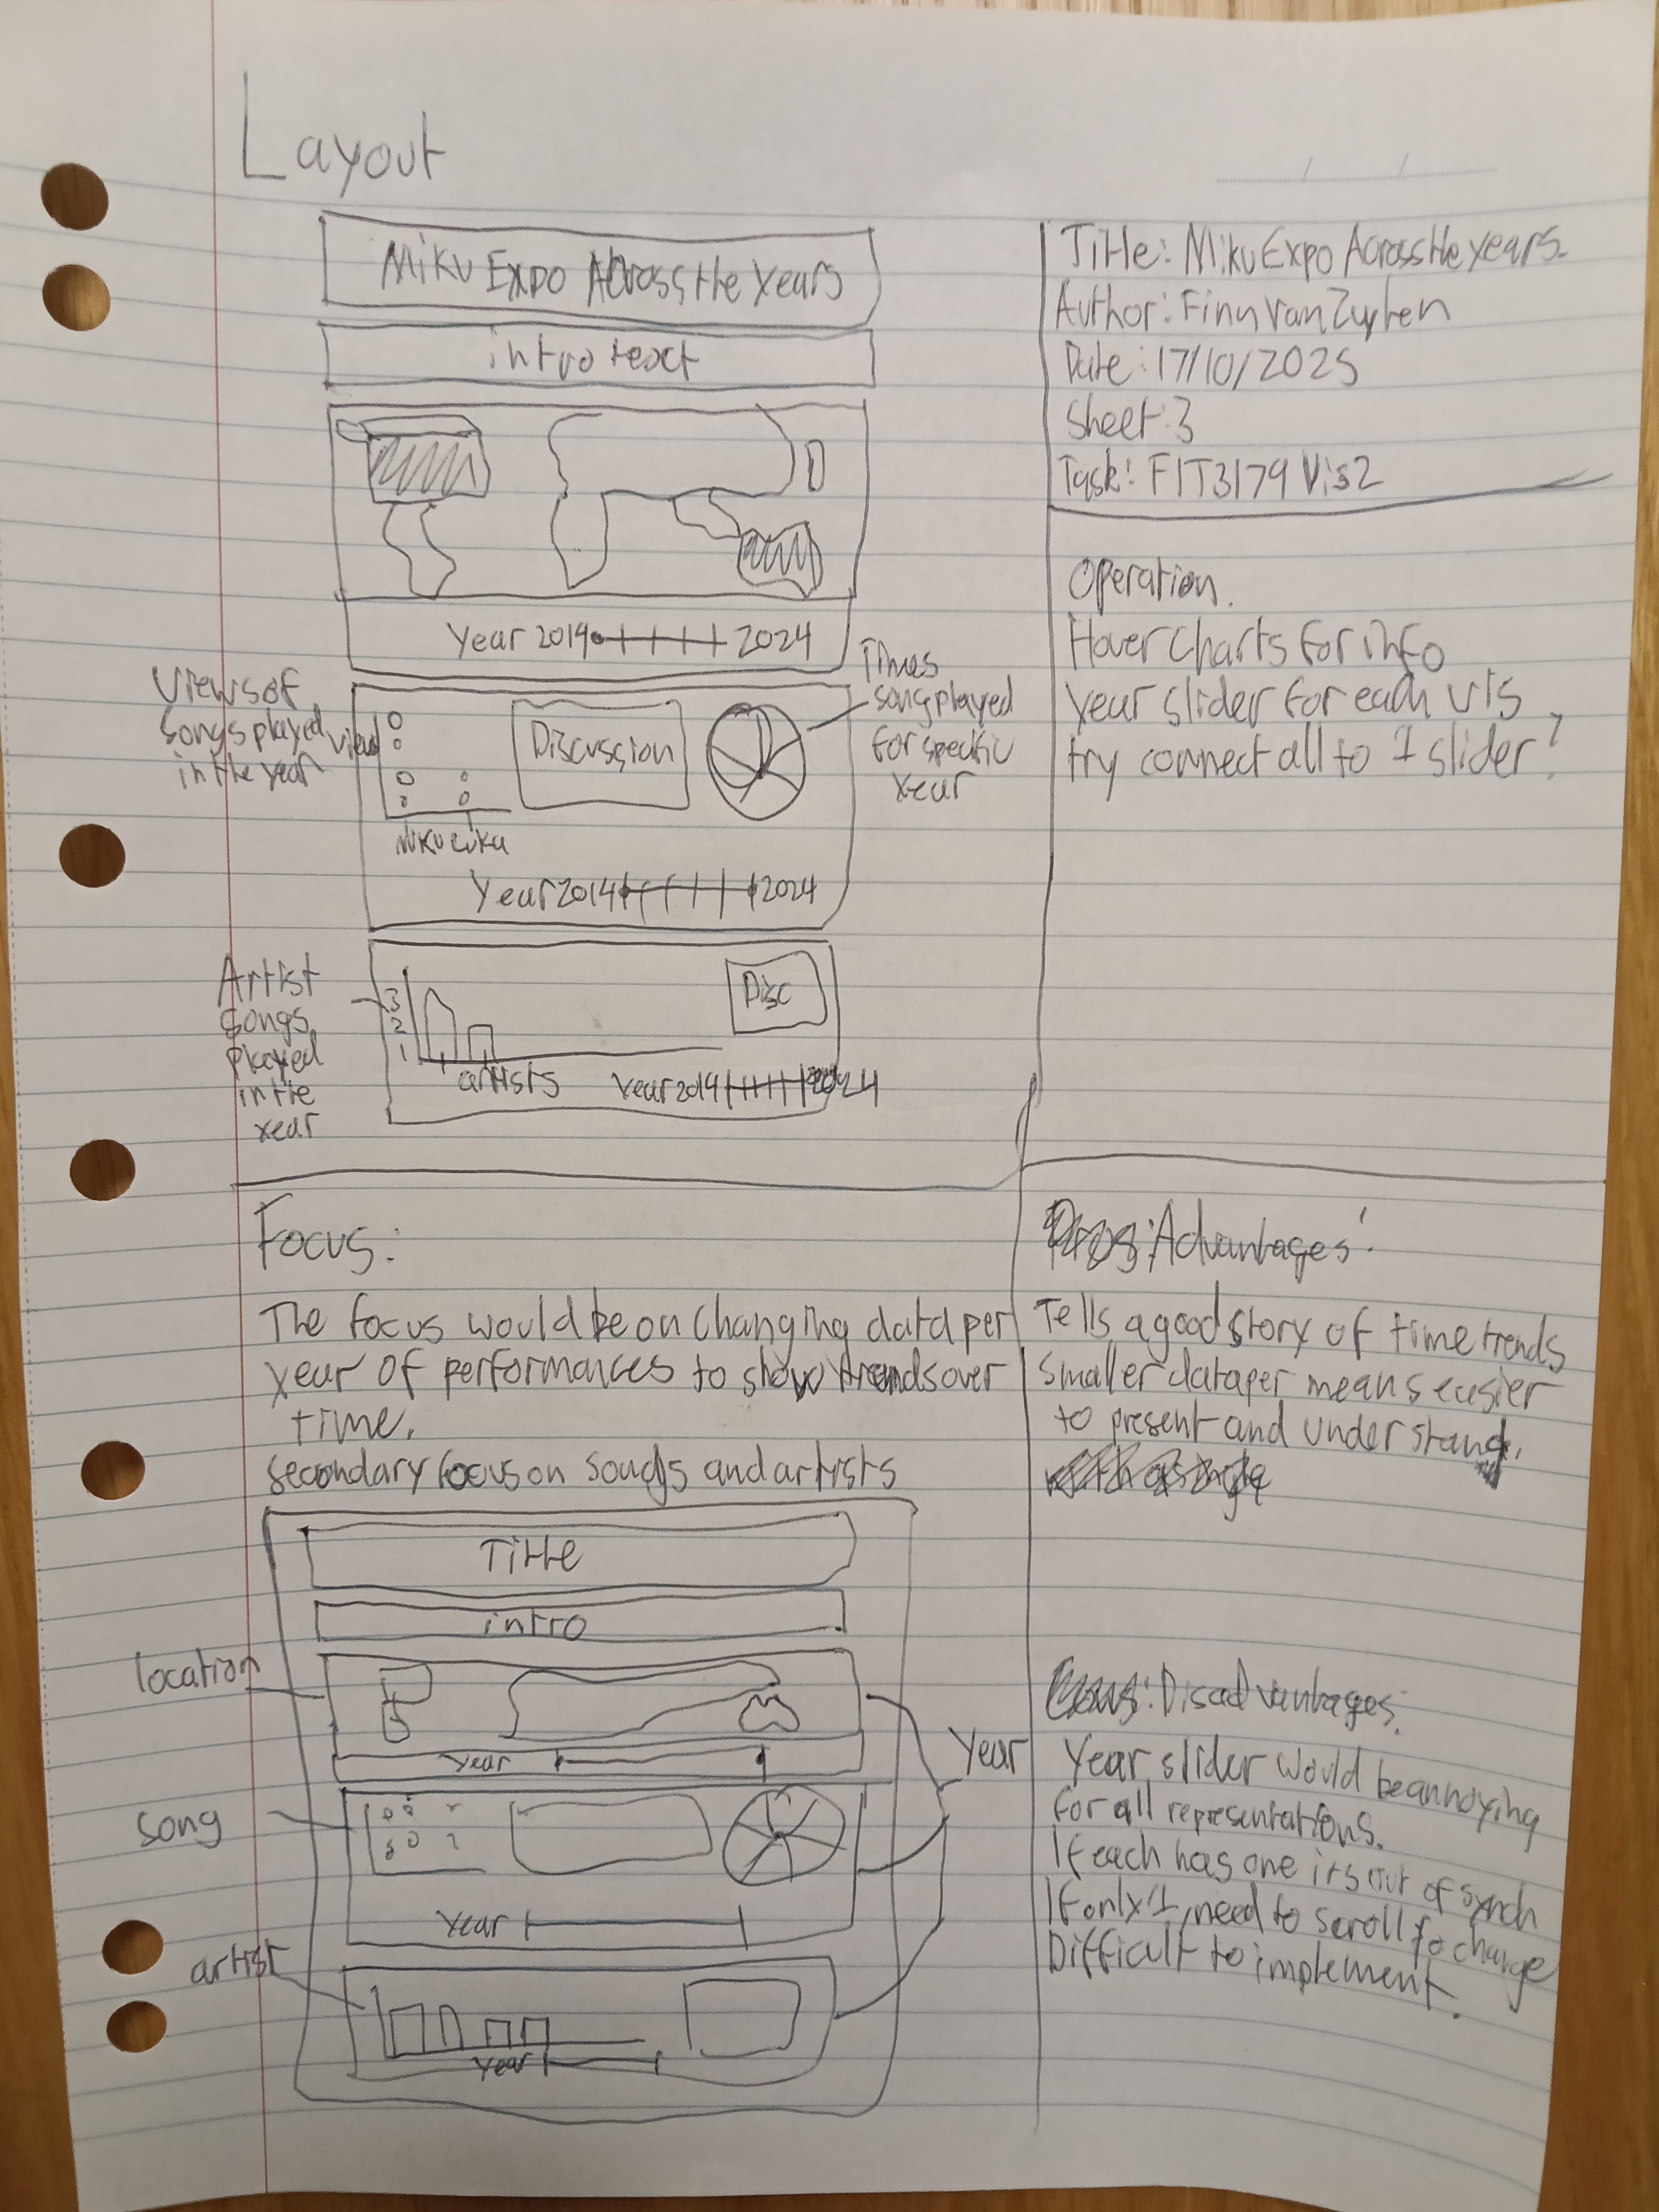 Layout
Miku Expo Across the Years
intro text
Year 2014 2024
Views of
songs played
in the year
view
Discussion
Times
song played
for specific
year
Miku Luka
Year 2014 2024
Artist
songs
played
in the
year
3
2
1
Disc
artists
Year 2014 2024
Title: Miku Expo Across the years.
Author: Finn Van Zuyten
Date: 17/10/2025
Sheet: 3
Task: FIT3179 Vis2
Operation.
Hover Charts for info
year slider for each vis
try connect all to 1 slider?
Focus:
The focus would be on changing data per
year of performances to show trends over
time.
secondary focus on songs and artists
Title
intro
location
Year
song
Year
artist
Year
Year
Pros: Advantages:
Tells a good story of time trends
Smaller data per means easier
to present and understand.
with a single
Cons: Disadvantages:
Year slider would be annoying
for all representations.
If each has one its out of synch
If only 1, need to scroll to change
Difficult to implement.